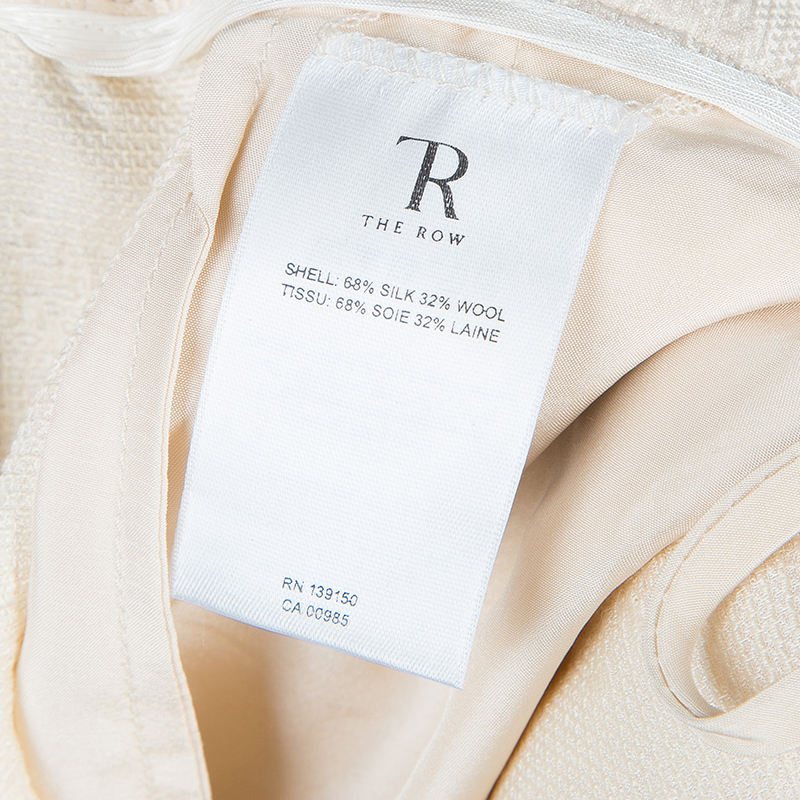 TR
THE ROW
SHELL: 68% SILK 32% WOOL
TISSU: 68% SOIE 32% LAINE
RN 139150
CA 00985